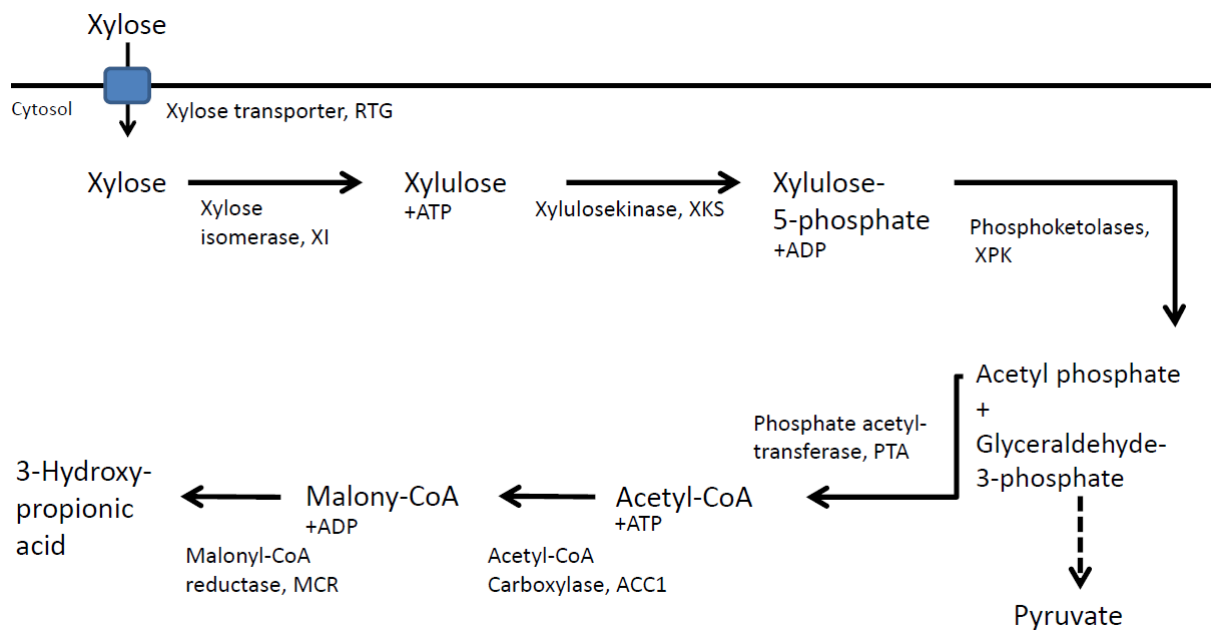 Xylose
Cytosol
Xylose transporter, RTG
Xylose
Xylose
isomerase, XI
Xylulose
+ATP
Xylulosekinase, XKS
Xylulose-
5-phosphate
+ADP
Phosphoketolases,
XPK
Acetyl phosphate
+
Glyceraldehyde-
3-phosphate
Pyruvate
Phosphate acetyl-
transferase, PTA
Acetyl-CoA
+ATP
Acetyl-CoA
Carboxylase, ACC1
Malony-CoA
+ADP
Malonyl-CoA
reductase, MCR
3-Hydroxy-
propionic
acid